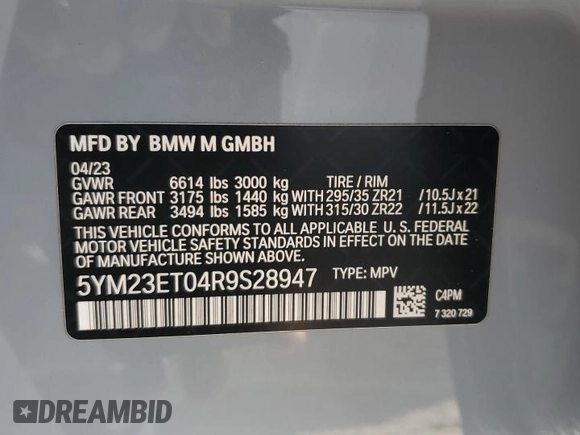 MFD BY BMW M GMBH
04/23
GVWR 6614 lbs 3000 kg TIRE / RIM
GAWR FRONT 3175 lbs 1440 kg WITH 295/35 ZR21 /10.5J x 21
GAWR REAR 3494 lbs 1585 kg WITH 315/30 ZR22 /11.5J x 22
THIS VEHICLE CONFORMS TO ALL APPLICABLE U. S. FEDERAL
MOTOR VEHICLE SAFETY STANDARDS IN EFFECT ON THE DATE
OF MANUFACTURE SHOWN ABOVE.
5YM23ET04R9S28947 TYPE: MPV
C4PM
7 320 729
DREAMBID